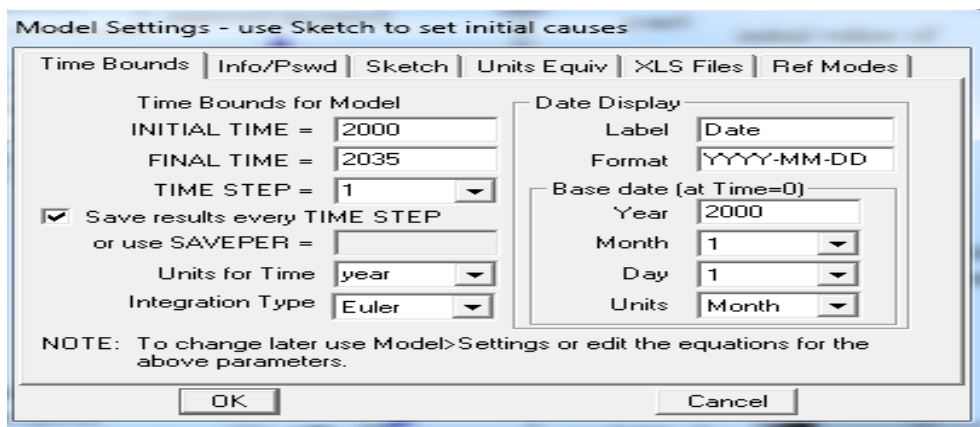 Model Settings - use Sketch to set initial causes
Time Bounds Info/Pswd Sketch Units Equiv XLS Files Ref Modes
Time Bounds for Model
INITIAL TIME = 2000
FINAL TIME = 2035
TIME STEP = 1
Save results every TIME STEP
or use SAVEPER =
Units for Time year
Integration Type Euler
Date Display
Label Date
Format YYYY-MM-DD
Base date (at Time=0)
Year 2000
Month 1
Day 1
Units Month
NOTE: To change later use Model>Settings or edit the equations for the
above parameters.
OK Cancel